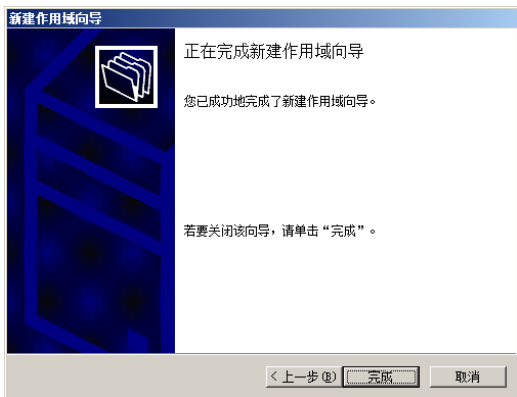 新建作用域向导
正在完成新建作用域向导
您已成功地完成了新建作用域向导。
若要关闭该向导，请单击“完成”。
<上一步(B) 完成 取消